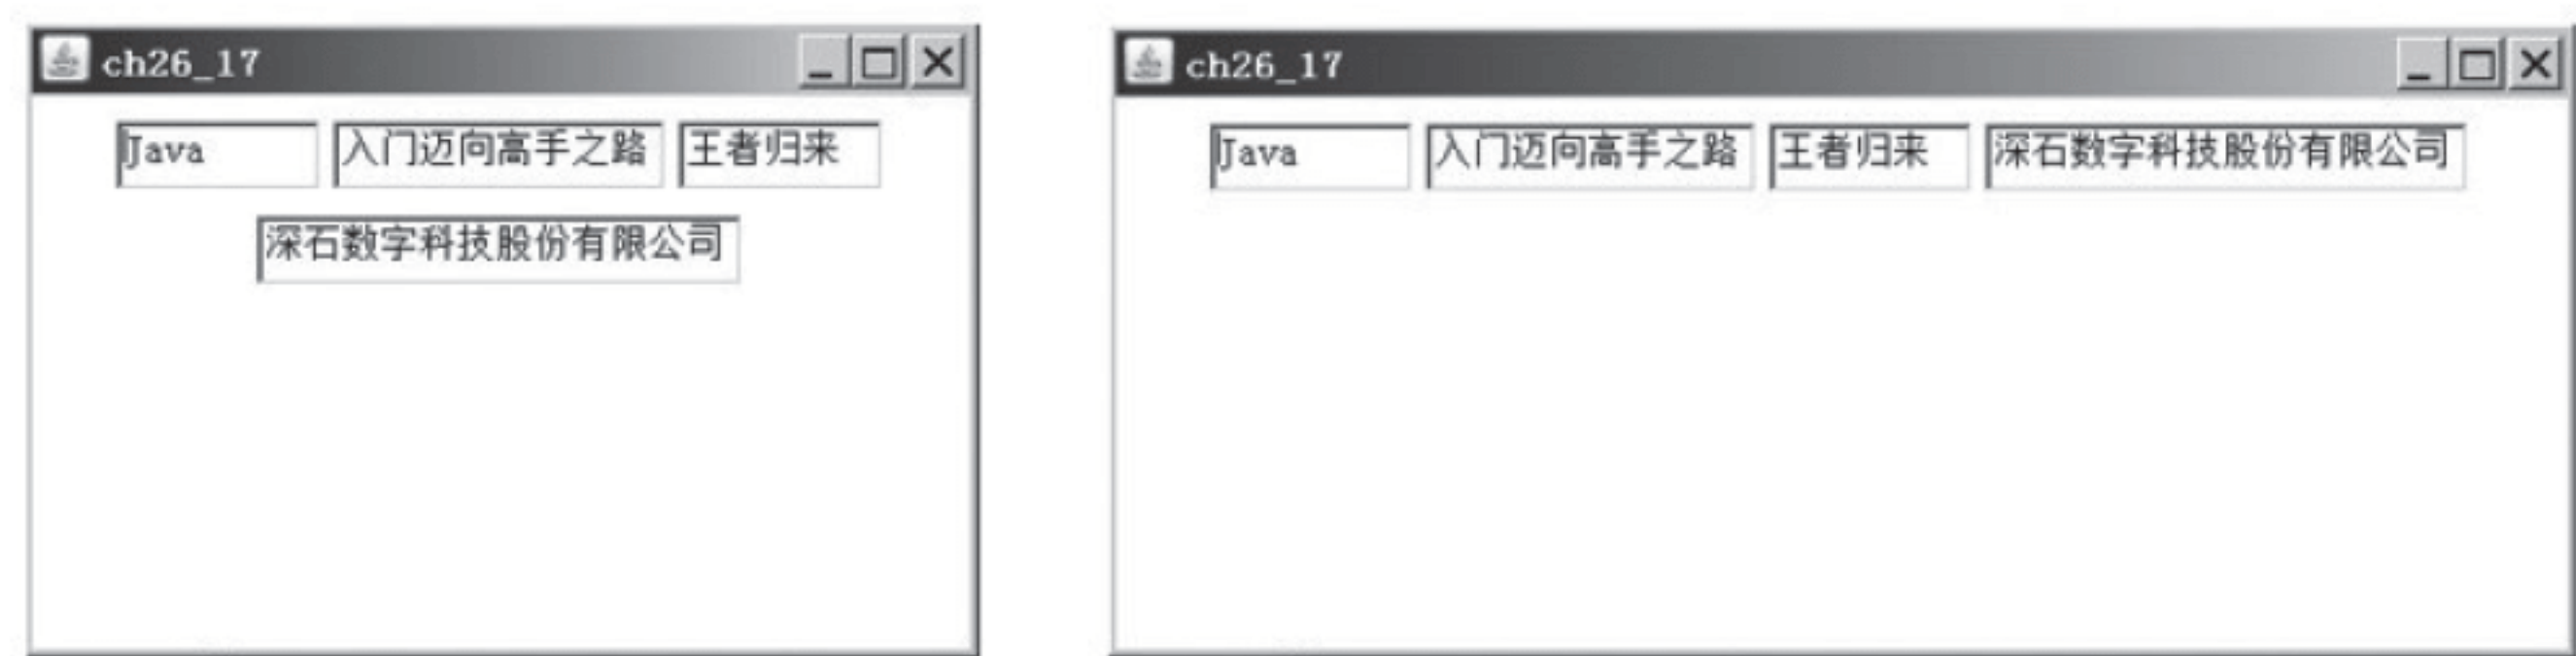 ch26_17
Java 入门迈向高手之路 王者归来
深石数字科技股份有限公司
ch26_17
Java 入门迈向高手之路 王者归来 深石数字科技股份有限公司